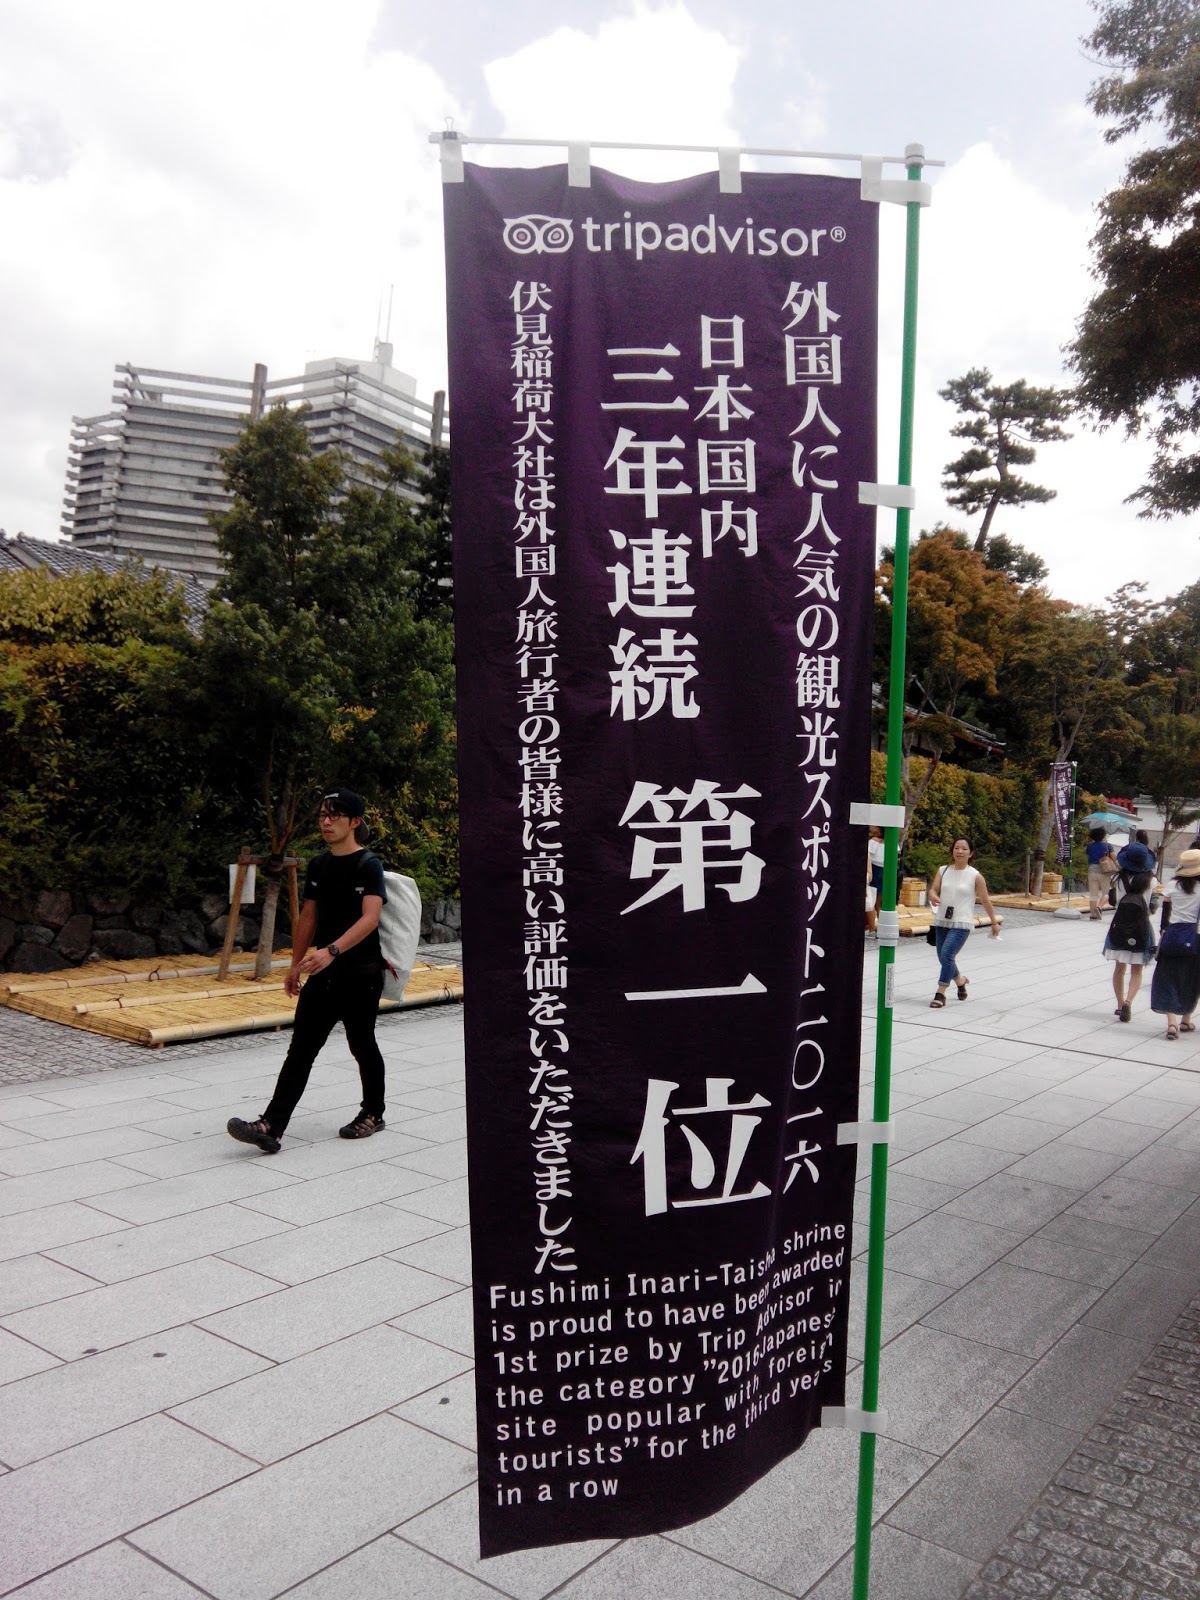 tripadvisor®
外国人に人気の観光スポット二〇一六
日本国内
三年連続 第一位
伏見稲荷大社は外国人旅行者の皆様に高い評価をいただきました
Fushimi Inari-Taisha shrine
is proud to have been awarded
1st prize by Trip Advisor in
the category "2016Japanese
site popular with foreign
tourists" for the third years
in a row